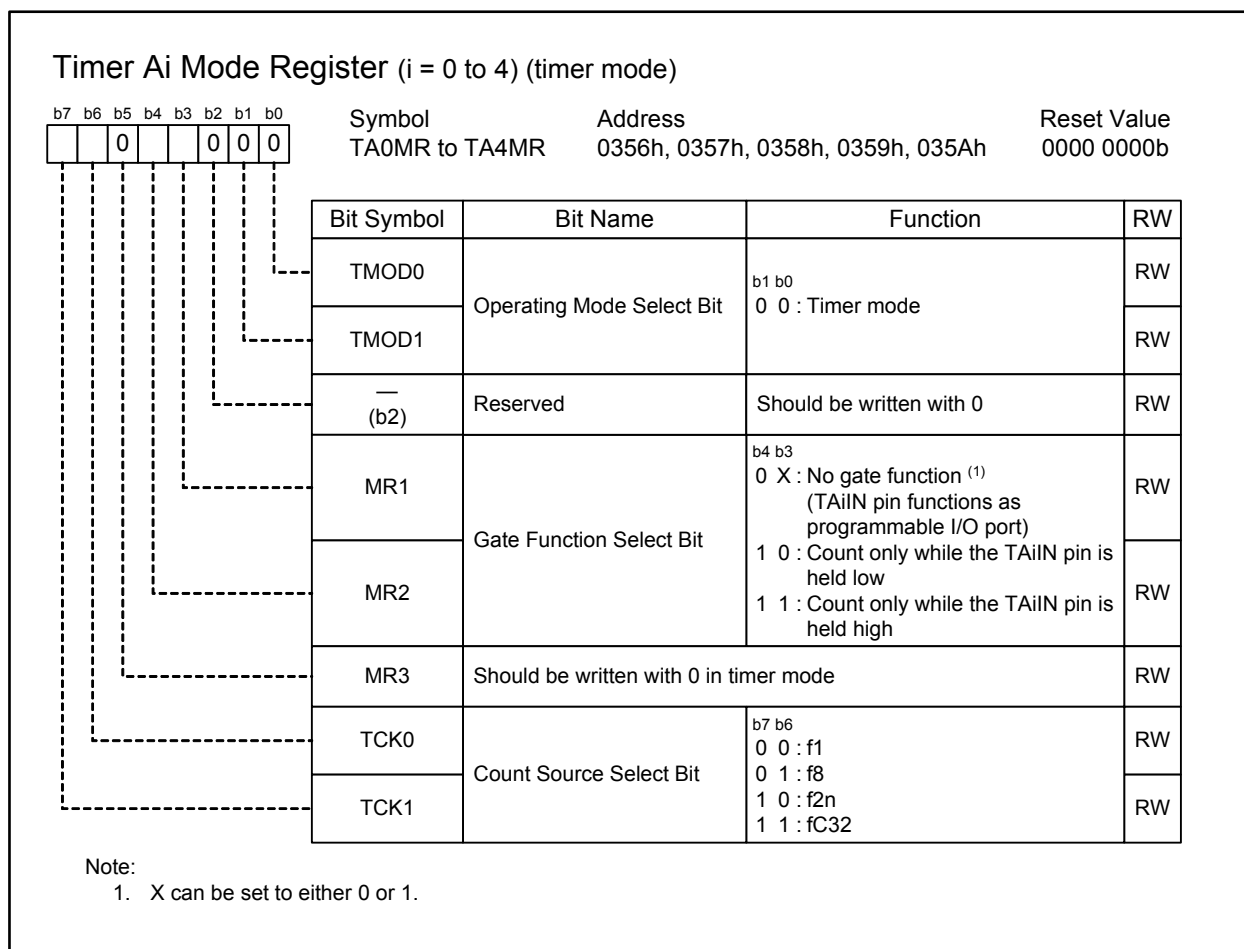 Timer Ai Mode Register (i = 0 to 4) (timer mode)
b7 b6 b5 b4 b3 b2 b1 b0
0 0 0 0
Symbol Address Reset Value
TA0MR to TA4MR 0356h, 0357h, 0358h, 0359h, 035Ah 0000 0000b
Bit Symbol Bit Name Function RW
TMOD0 RW
Operating Mode Select Bit
b1 b0
0 0 : Timer mode
TMOD1 RW
—
(b2)
Reserved Should be written with 0 RW
MR1 RW
Gate Function Select Bit
b4 b3
0 X : No gate function (1)
(TAiIN pin functions as
programmable I/O port)
1 0 : Count only while the TAiIN pin is
held low
1 1 : Count only while the TAiIN pin is
held high
MR2 RW
MR3 Should be written with 0 in timer mode RW
TCK0 RW
Count Source Select Bit
b7 b6
0 0 : f1
0 1 : f8
1 0 : f2n
1 1 : fC32
TCK1 RW
Note:
1. X can be set to either 0 or 1.